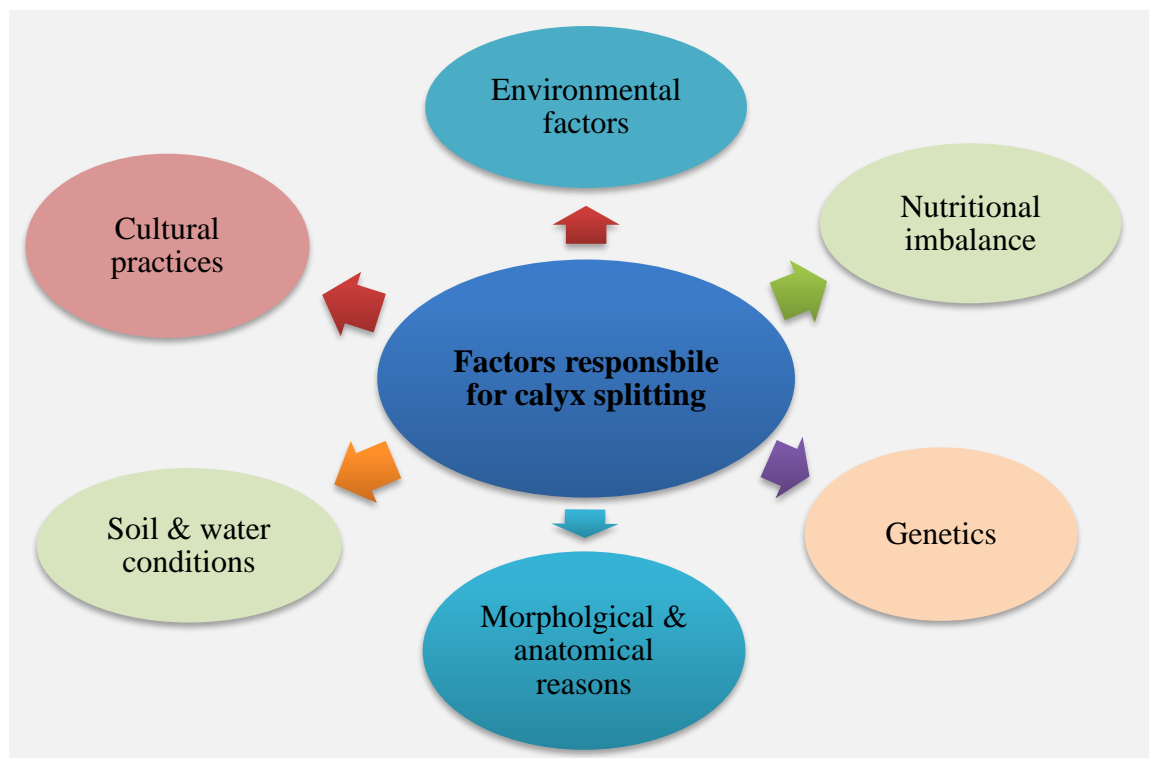 Environmental
factors
Cultural
practices
Nutritional
imbalance
Factors responsbile
for calyx splitting
Soil & water
conditions
Genetics
Morpholgical &
anatomical
reasons